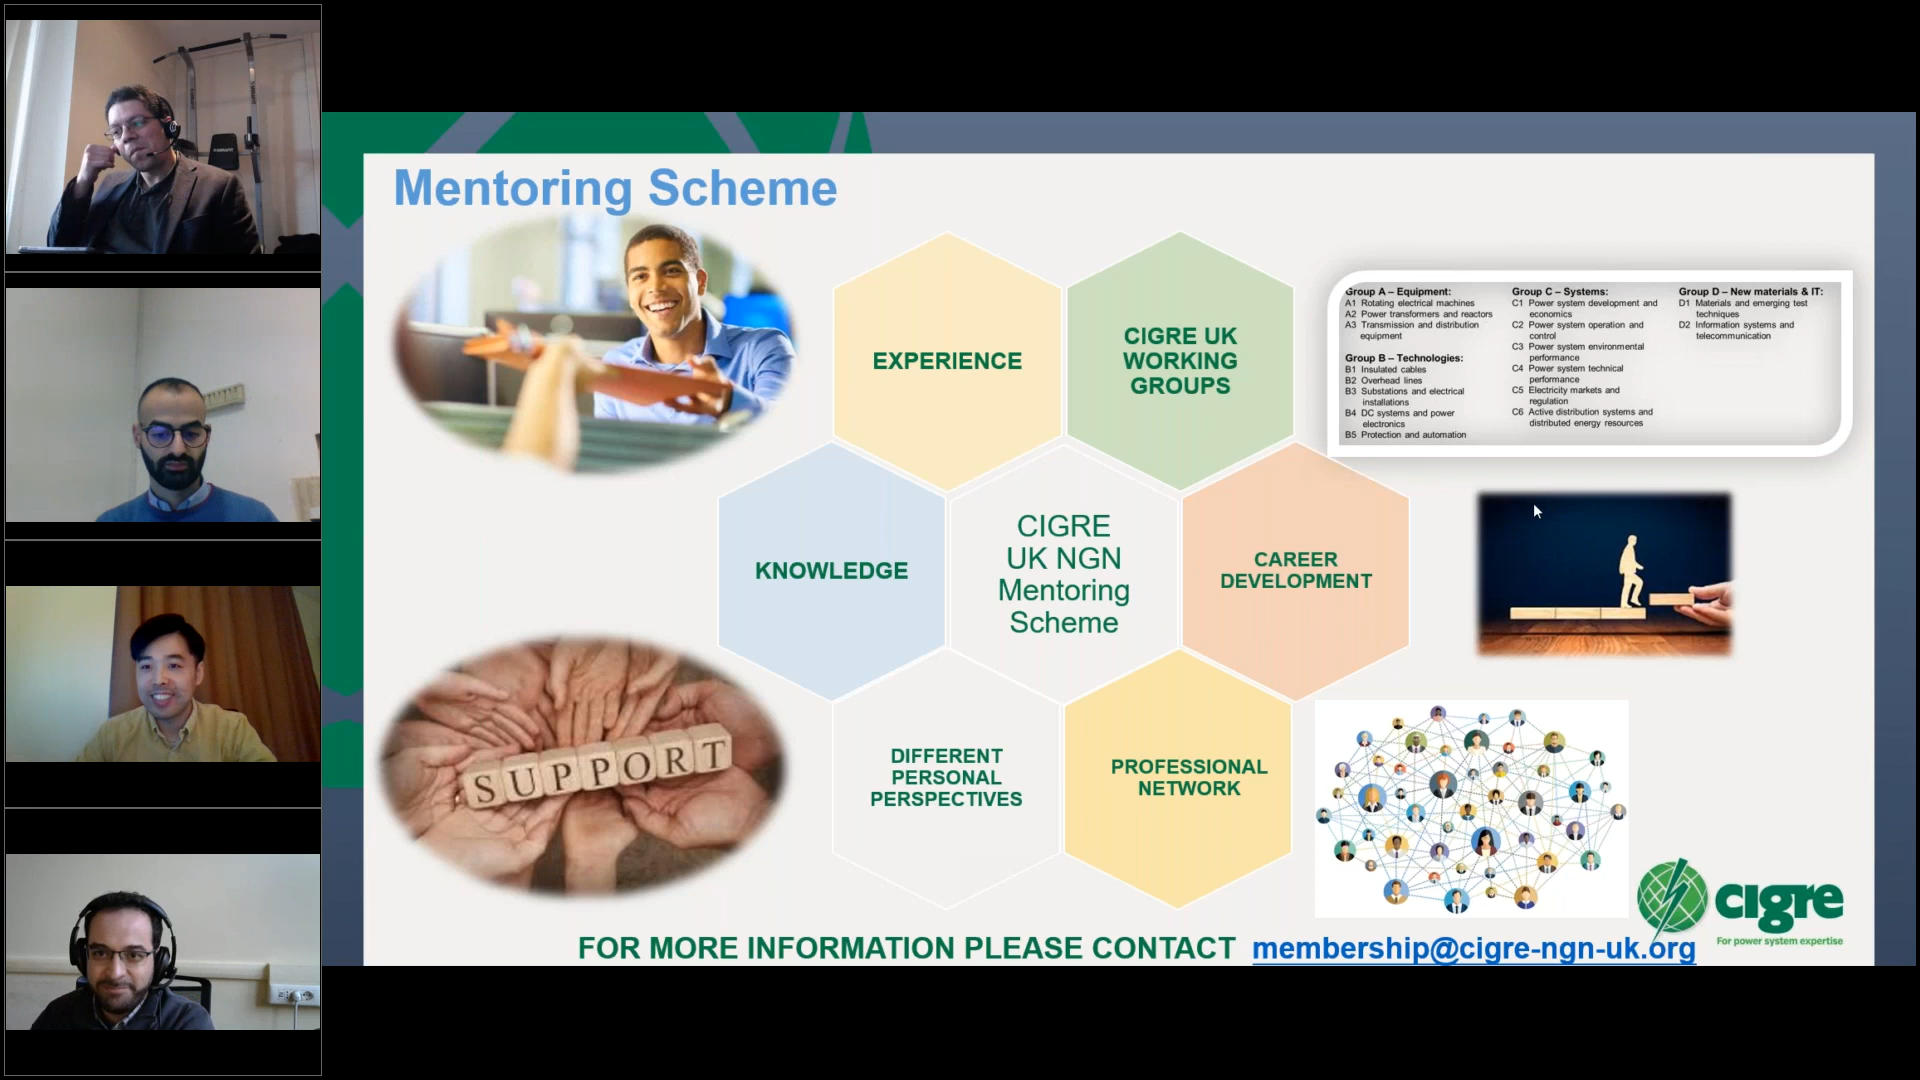 Mentoring Scheme
EXPERIENCE
CIGRE UK
WORKING
GROUPS
Group A – Equipment:
A1 Rotating electrical machines
A2 Power transformers and reactors
A3 Transmission and distribution
equipment
Group B – Technologies:
B1 Insulated cables
B2 Overhead lines
B3 Substations and electrical
installations
B4 DC systems and power
electronics
B5 Protection and automation
Group C – Systems:
C1 Power system development and
economics
C2 Power system operation and
control
C3 Power system environmental
performance
C4 Power system technical
performance
C5 Electricity markets and
regulation
C6 Active distribution systems and
distributed energy resources
Group D – New materials & IT:
D1 Materials and emerging test
techniques
D2 Information systems and
telecommunication
KNOWLEDGE
CIGRE
UK NGN
Mentoring
Scheme
CAREER
DEVELOPMENT
SUPPORT
DIFFERENT
PERSONAL
PERSPECTIVES
PROFESSIONAL
NETWORK
cigre
For power system expertise
FOR MORE INFORMATION PLEASE CONTACT membership@cigre-ngn-uk.org